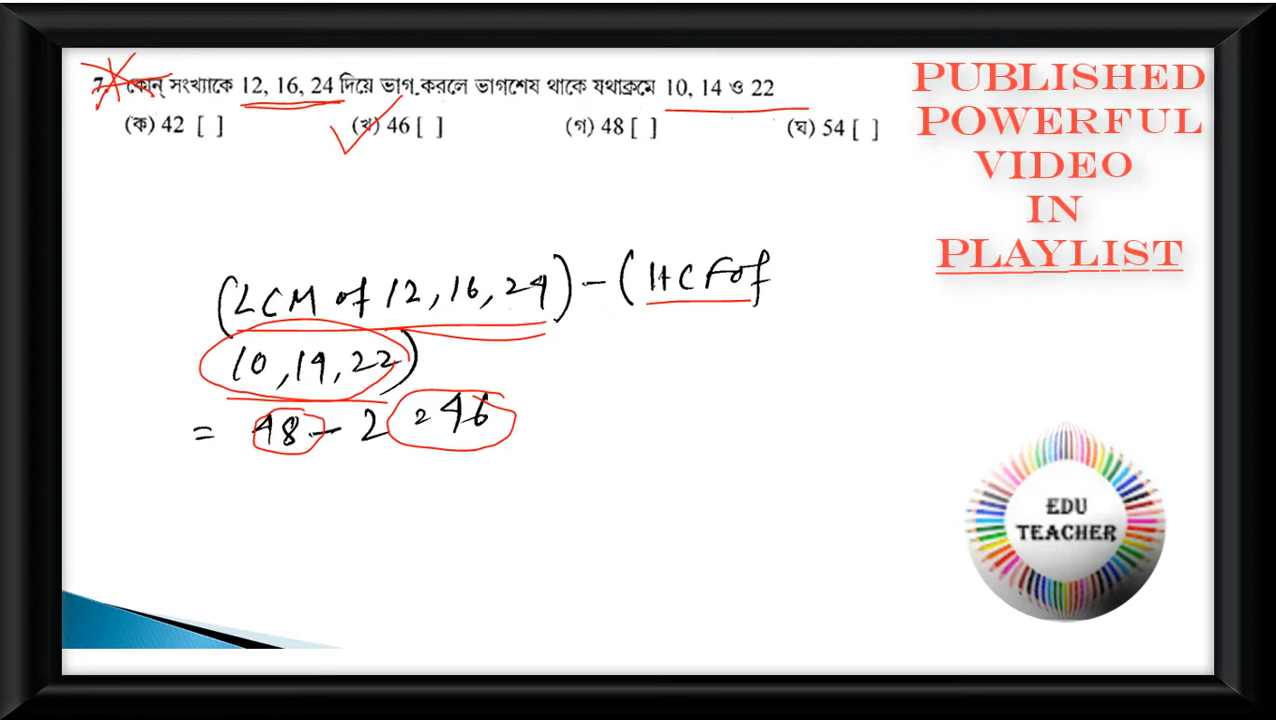 7. কোন্ সংখ্যাকে 12, 16, 24 দিয়ে ভাগ করলে ভাগশেষ থাকে যথাক্রমে 10, 14 ও 22
(ক) 42 [ ] (খ) 46 [ ] (গ) 48 [ ] (ঘ) 54 [ ]
PUBLISHED
POWERFUL
VIDEO
IN
PLAYLIST
(LCM of 12, 16, 24) - (HCF of
10, 14, 22)
= 48 - 2 = 46
EDU
TEACHER